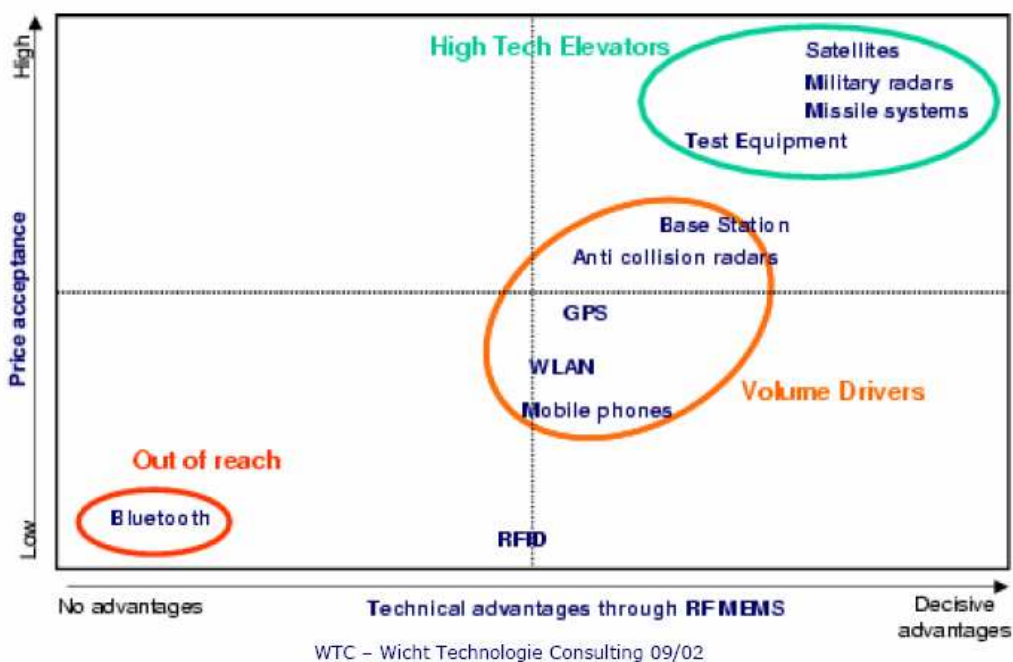 High
High Tech Elevators
Satellites
Military radars
Missile systems
Test Equipment
Base Station
Anti collision radars
Price acceptance
GPS
WLAN
Volume Drivers
Mobile phones
Out of reach
Bluetooth
Low
RFID
No advantages
Technical advantages through RF MEMS
Decisive
advantages
WTC – Wicht Technologie Consulting 09/02